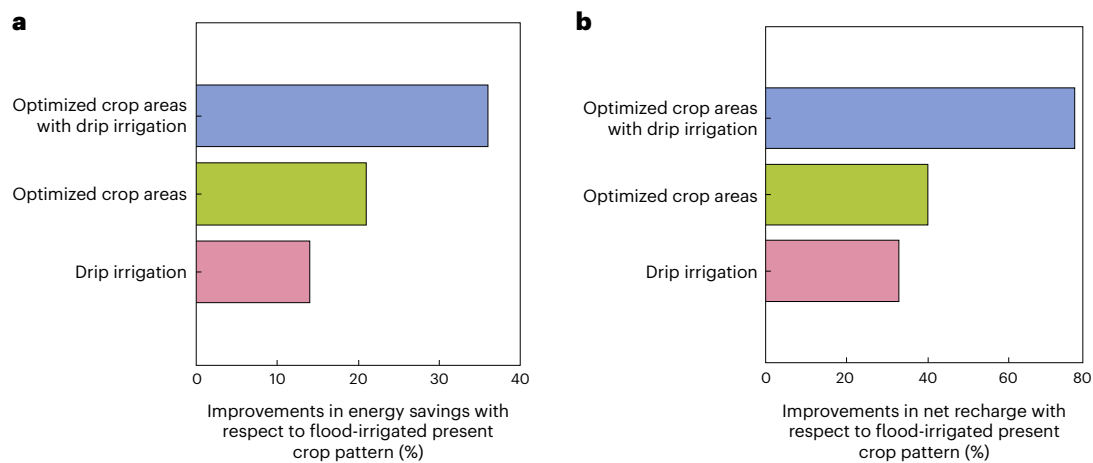 a
Optimized crop areas
with drip irrigation
Optimized crop areas
Drip irrigation
0 10 20 30 40
Improvements in energy savings with
respect to flood-irrigated present
crop pattern (%)
b
Optimized crop areas
with drip irrigation
Optimized crop areas
Drip irrigation
0 20 40 60 80
Improvements in net recharge with
respect to flood-irrigated present
crop pattern (%)